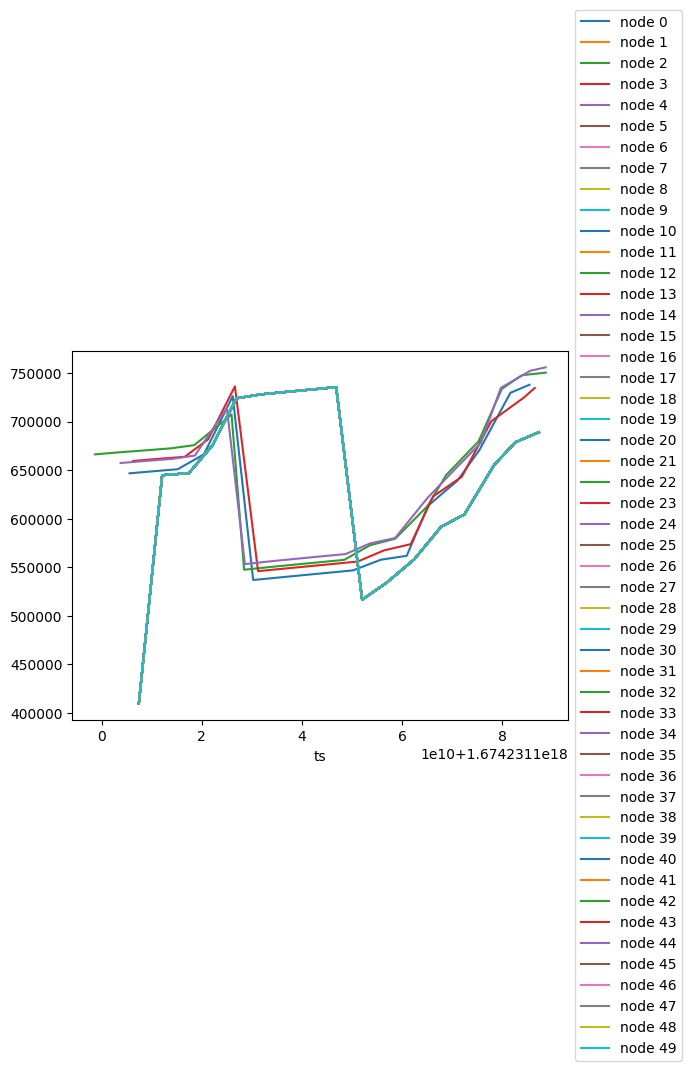 750000
700000
650000
600000
550000
500000
450000
400000
0 2 4 6 8
1e10+1.6742311e18
ts
node 0
node 1
node 2
node 3
node 4
node 5
node 6
node 7
node 8
node 9
node 10
node 11
node 12
node 13
node 14
node 15
node 16
node 17
node 18
node 19
node 20
node 21
node 22
node 23
node 24
node 25
node 26
node 27
node 28
node 29
node 30
node 31
node 32
node 33
node 34
node 35
node 36
node 37
node 38
node 39
node 40
node 41
node 42
node 43
node 44
node 45
node 46
node 47
node 48
node 49